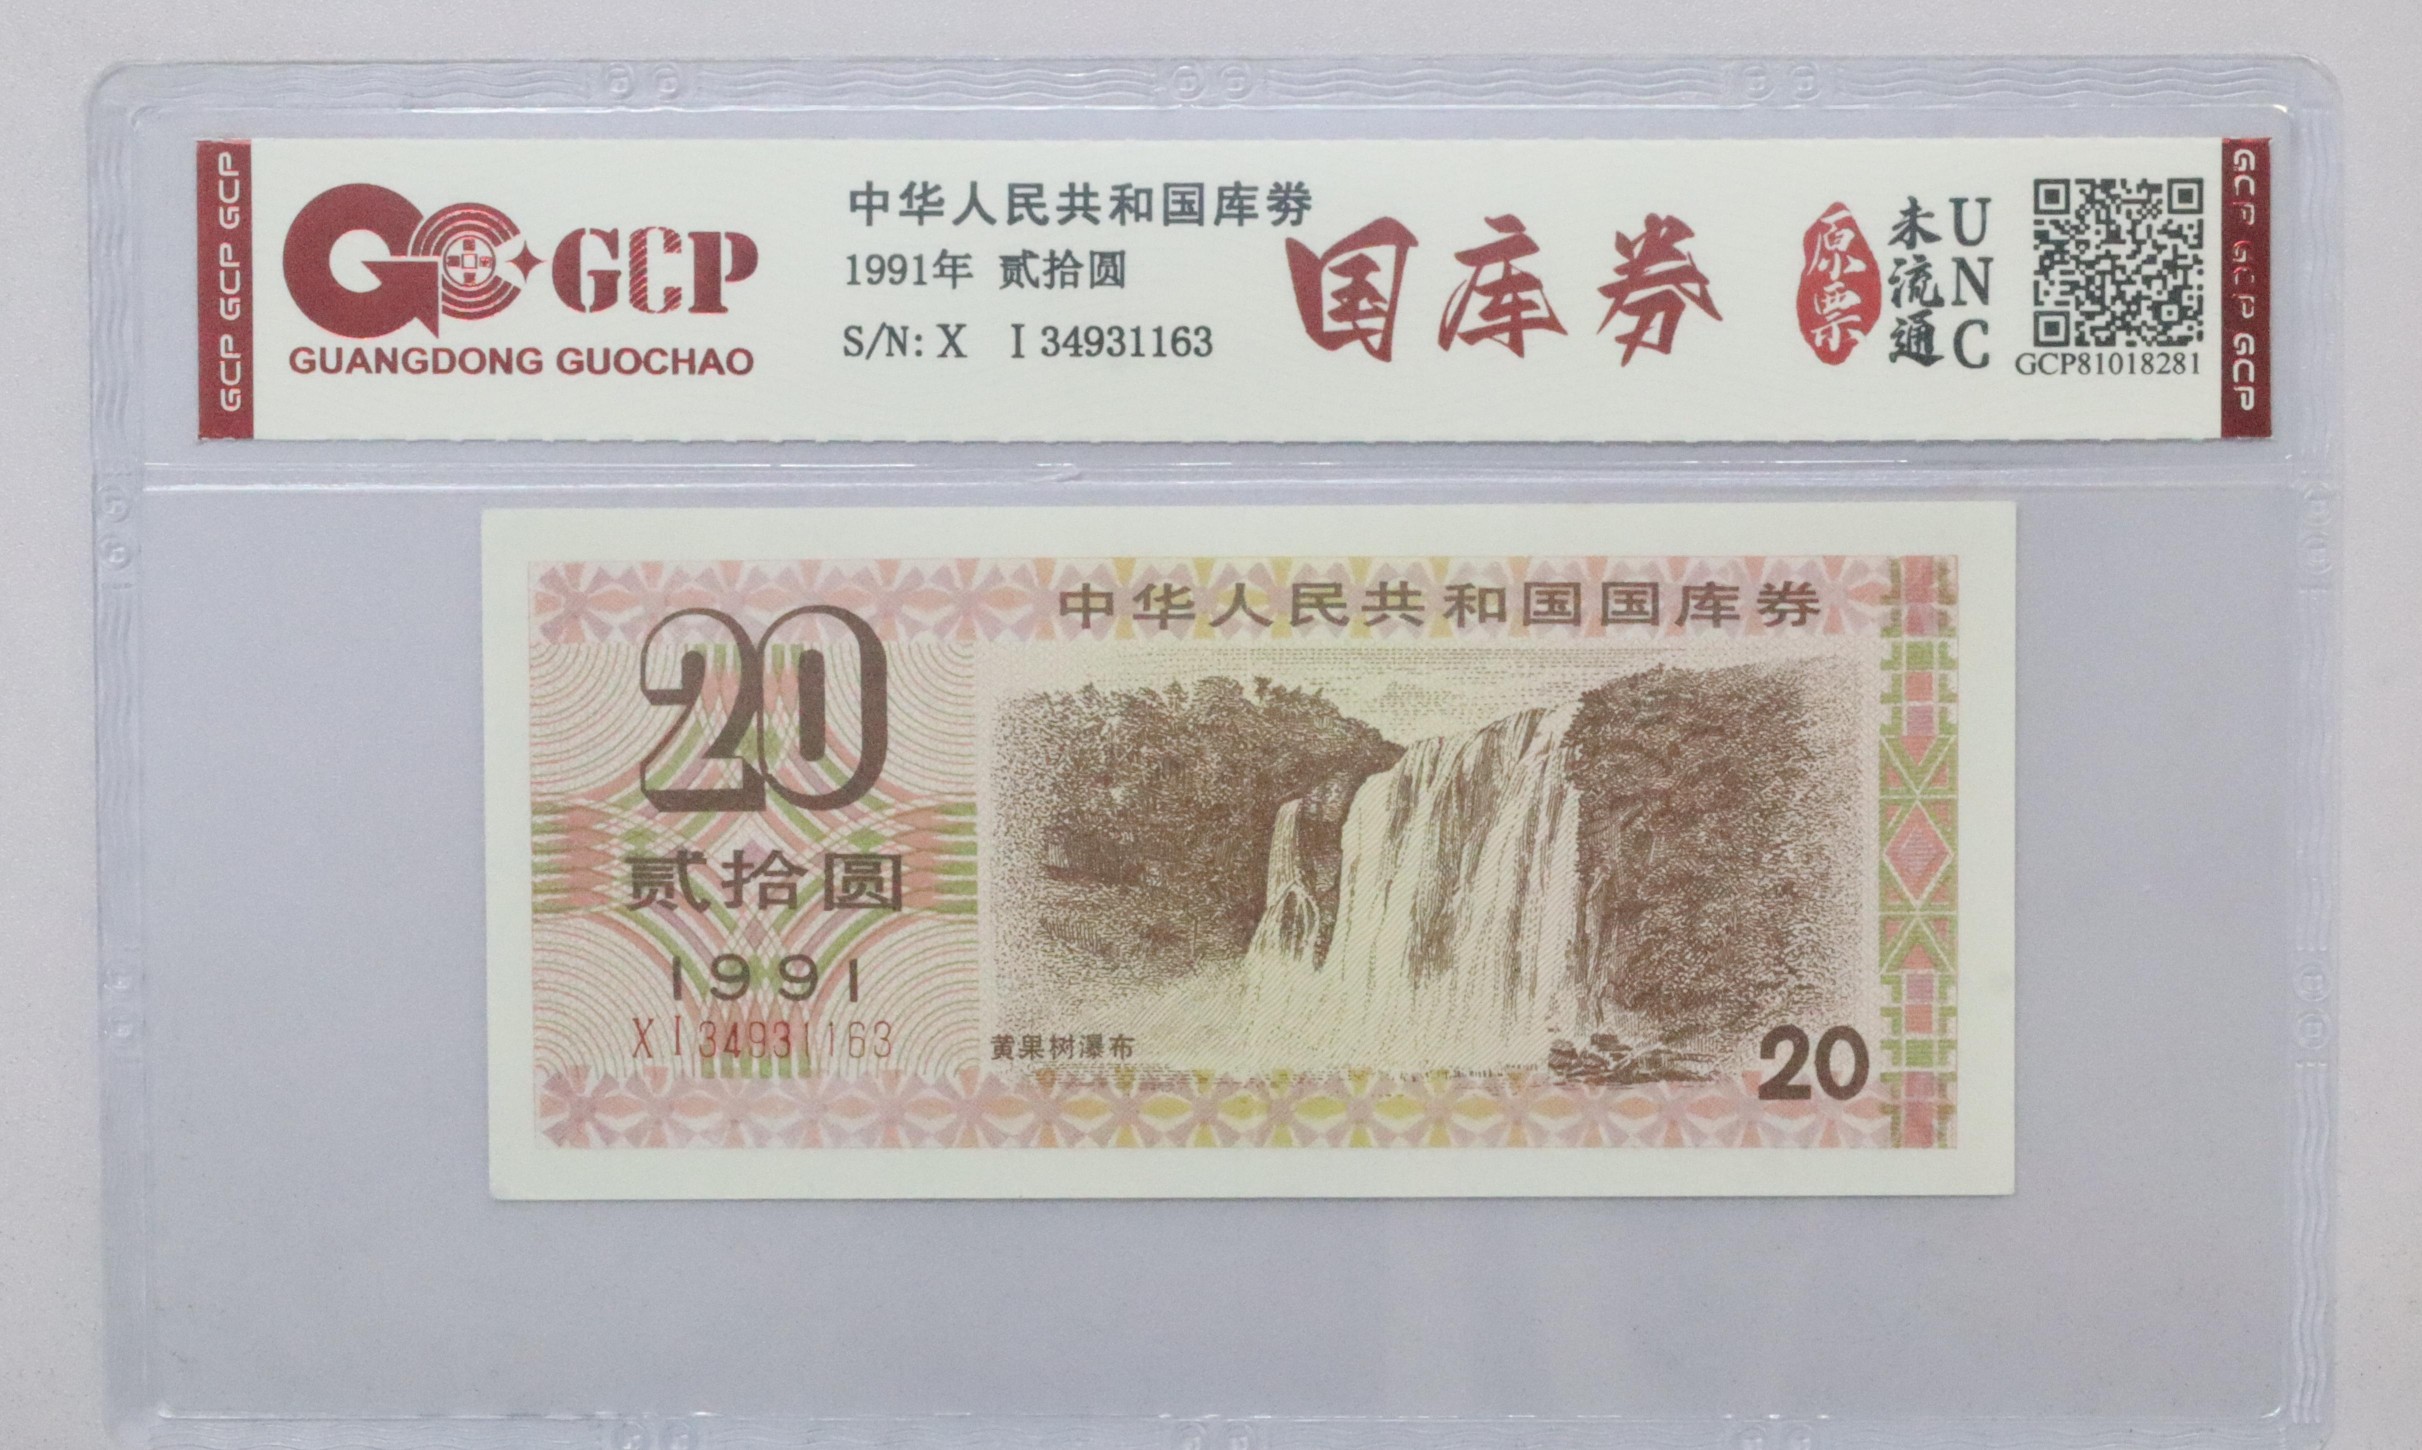 GCP GCP GCP
GCP
GUANGDONG GUOCHAO
中华人民共和国库券
1991年 贰拾圆
S/N: X I 34931163
国库券
原票
未流通
UNC
GCP81018281
GCP GCP GCP
中华人民共和国国库券
20
贰拾圆
1991
X I 34931163
黄果树瀑布
20